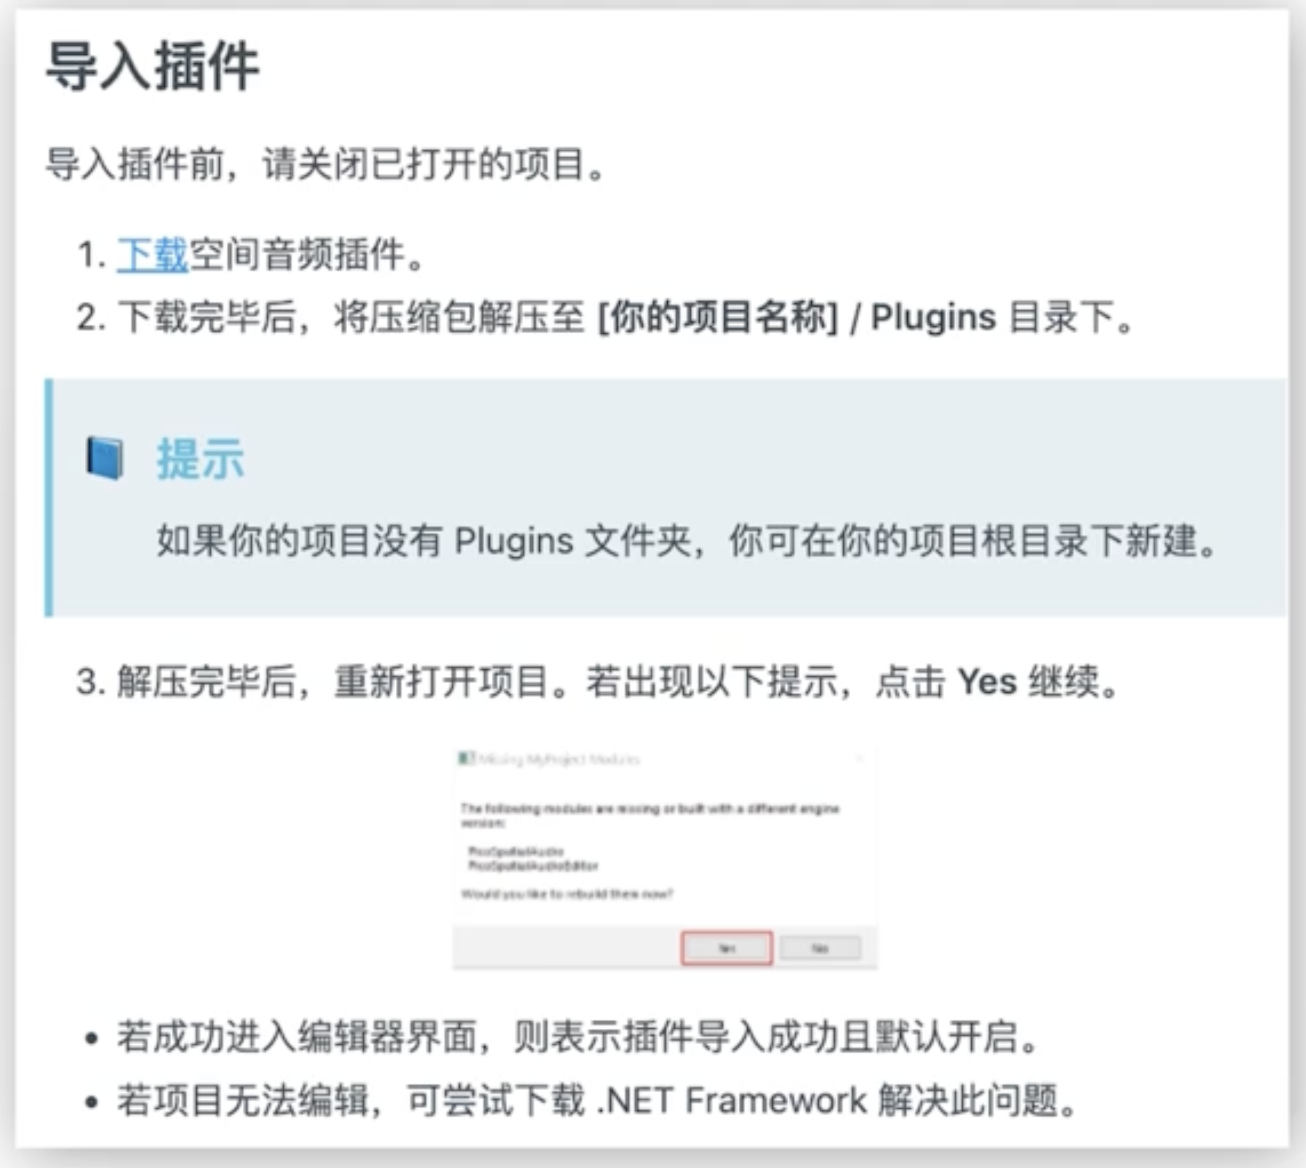 导入插件
导入插件前，请关闭已打开的项目。
1. 下载空间音频插件。
2. 下载完毕后，将压缩包解压至 [你的项目名称] / Plugins 目录下。
提示
如果你的项目没有 Plugins 文件夹，你可在你的项目根目录下新建。
3. 解压完毕后，重新打开项目。若出现以下提示，点击 Yes 继续。
Missing MyProject Modules
The following modules are missing or built with a different engine
version:
PicoSpatialAudio
PicoSpatialAudioEditor
Would you like to rebuild them now?
Yes No
• 若成功进入编辑器界面，则表示插件导入成功且默认开启。
• 若项目无法编辑，可尝试下载 .NET Framework 解决此问题。